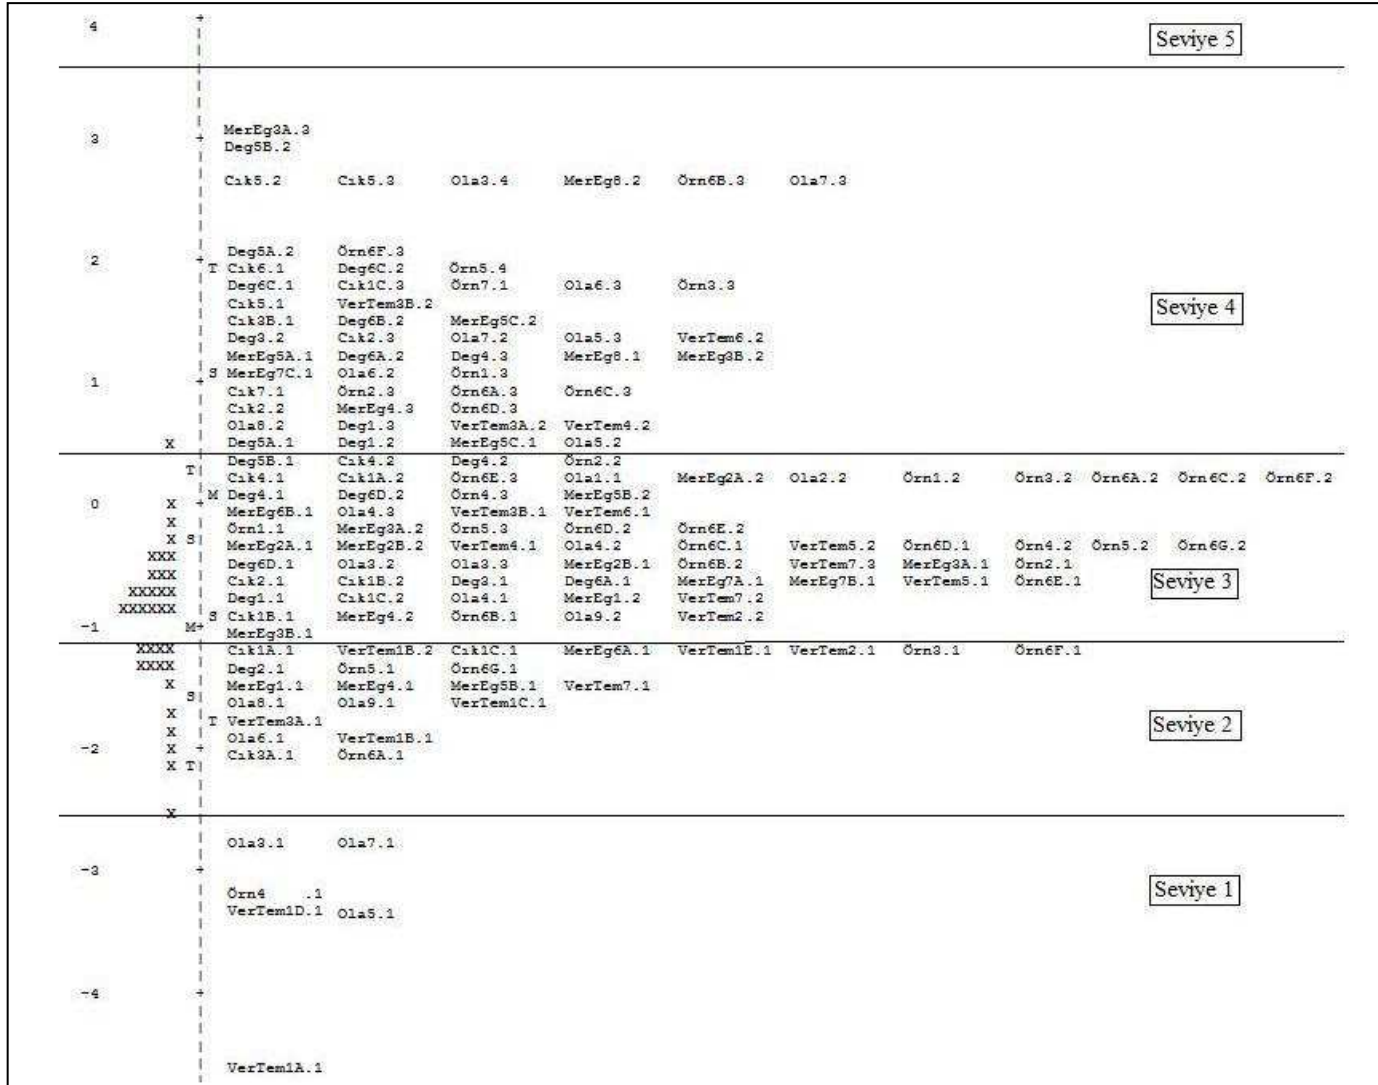 4 Seviye 5
3 MerEg3A.3
Deg5B.2
Cık5.2 Cık5.3 Ola3.4 MerEg8.2 Örn6B.3 Ola7.3
Deg5A.2 Örn6F.3
2 T Cık6.1 Deg6C.2 Örn5.4
Deg6C.1 Cık1C.3 Örn7.1 Ola6.3 Örn3.3
Cık5.1 VerTem3B.2 Seviye 4
Cık3B.1 Deg6B.2 MerEg5C.2
Deg3.2 Cık2.3 Ola7.2 Ola5.3 VerTem6.2
MerEg5A.1 Deg6A.2 Deg4.3 MerEg8.1 MerEg3B.2
1 S MerEg7C.1 Ola6.2 Örn1.3
Cık7.1 Örn2.3 Örn6A.3 Örn6C.3
Cık2.2 MerEg4.3 Örn6D.3
Ola8.2 Deg1.3 VerTem3A.2 VerTem4.2
X Deg5A.1 Deg1.2 MerEg5C.1 Ola5.2
Deg5B.1 Cık4.2 Deg4.2 Örn2.2
T Cık4.1 Cık1A.2 Örn6E.3 Ola1.1 MerEg2A.2 Ola2.2 Örn1.2 Örn3.2 Örn6A.2 Örn6C.2 Örn6F.2
0 X M Deg4.1 Deg6D.2 Örn4.3 MerEg5B.2
MerEg6B.1 Ola4.3 VerTem3B.1 VerTem6.1
X Örn1.1 MerEg3A.2 Örn5.3 Örn6D.2 Örn6E.2
X S MerEg2A.1 MerEg2B.2 VerTem4.1 Ola4.2 Örn6C.1 VerTem5.2 Örn6D.1 Örn4.2 Örn5.2 Örn6G.2
XXX Deg6D.1 Ola3.2 Ola3.3 MerEg2B.1 Örn6B.2 VerTem7.3 MerEg3A.1 Örn2.1
XXX Cık2.1 Cık1B.2 Deg3.1 Deg6A.1 MerEg7A.1 MerEg7B.1 VerTem5.1 Örn6E.1 Seviye 3
XXXXX Deg1.1 Cık1C.2 Ola4.1 MerEg1.2 VerTem7.2
XXXXXX S Cık1B.1 MerEg4.2 Örn6B.1 Ola9.2 VerTem2.2
-1 M MerEg3B.1
XXXX Cık1A.1 VerTem1B.2 Cık1C.1 MerEg6A.1 VerTem1E.1 VerTem2.1 Örn3.1 Örn6F.1
XXXX Deg2.1 Örn5.1 Örn6G.1
X MerEg1.1 MerEg4.1 MerEg5B.1 VerTem7.1
S Ola8.1 Ola9.1 VerTem1C.1
X T VerTem3A.1 Seviye 2
X Ola6.1 VerTem1B.1
-2 X Cık3A.1 Örn6A.1
X T
X
Ola3.1 Ola7.1
-3
Örn4 .1 Seviye 1
VerTem1D.1 Ola5.1
-4
VerTem1A.1